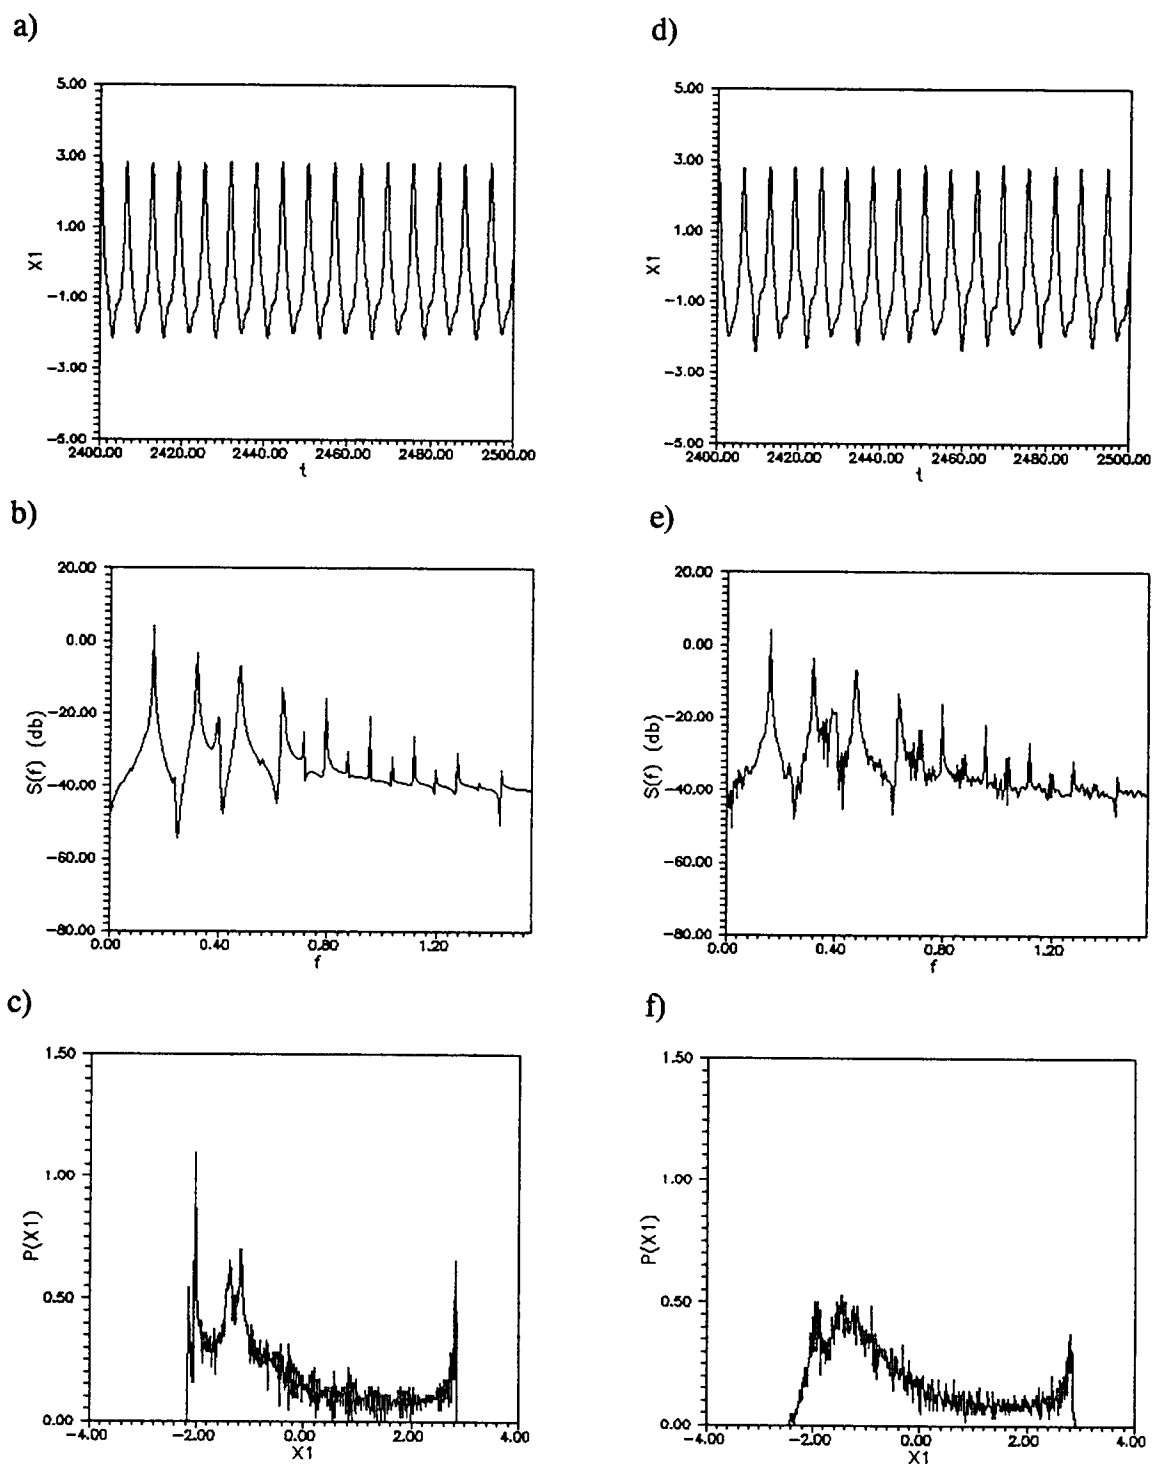 a)
5.00
3.00
1.00
−1.00
−3.00
−5.00
X1
2400.00 2420.00 2440.00 2460.00 2480.00 2500.00
t
d)
5.00
3.00
1.00
−1.00
−3.00
−5.00
X1
2400.00 2420.00 2440.00 2460.00 2480.00 2500.00
t
b)
20.00
0.00
−20.00
−40.00
−60.00
−80.00
S(f) (db)
0.00 0.40 0.80 1.20
f
e)
20.00
0.00
−20.00
−40.00
−60.00
−80.00
S(f) (db)
0.00 0.40 0.80 1.20
f
c)
1.50
1.00
0.50
0.00
P(X1)
−4.00 −2.00 0.00 2.00 4.00
X1
f)
1.50
1.00
0.50
0.00
P(X1)
−4.00 −2.00 0.00 2.00 4.00
X1